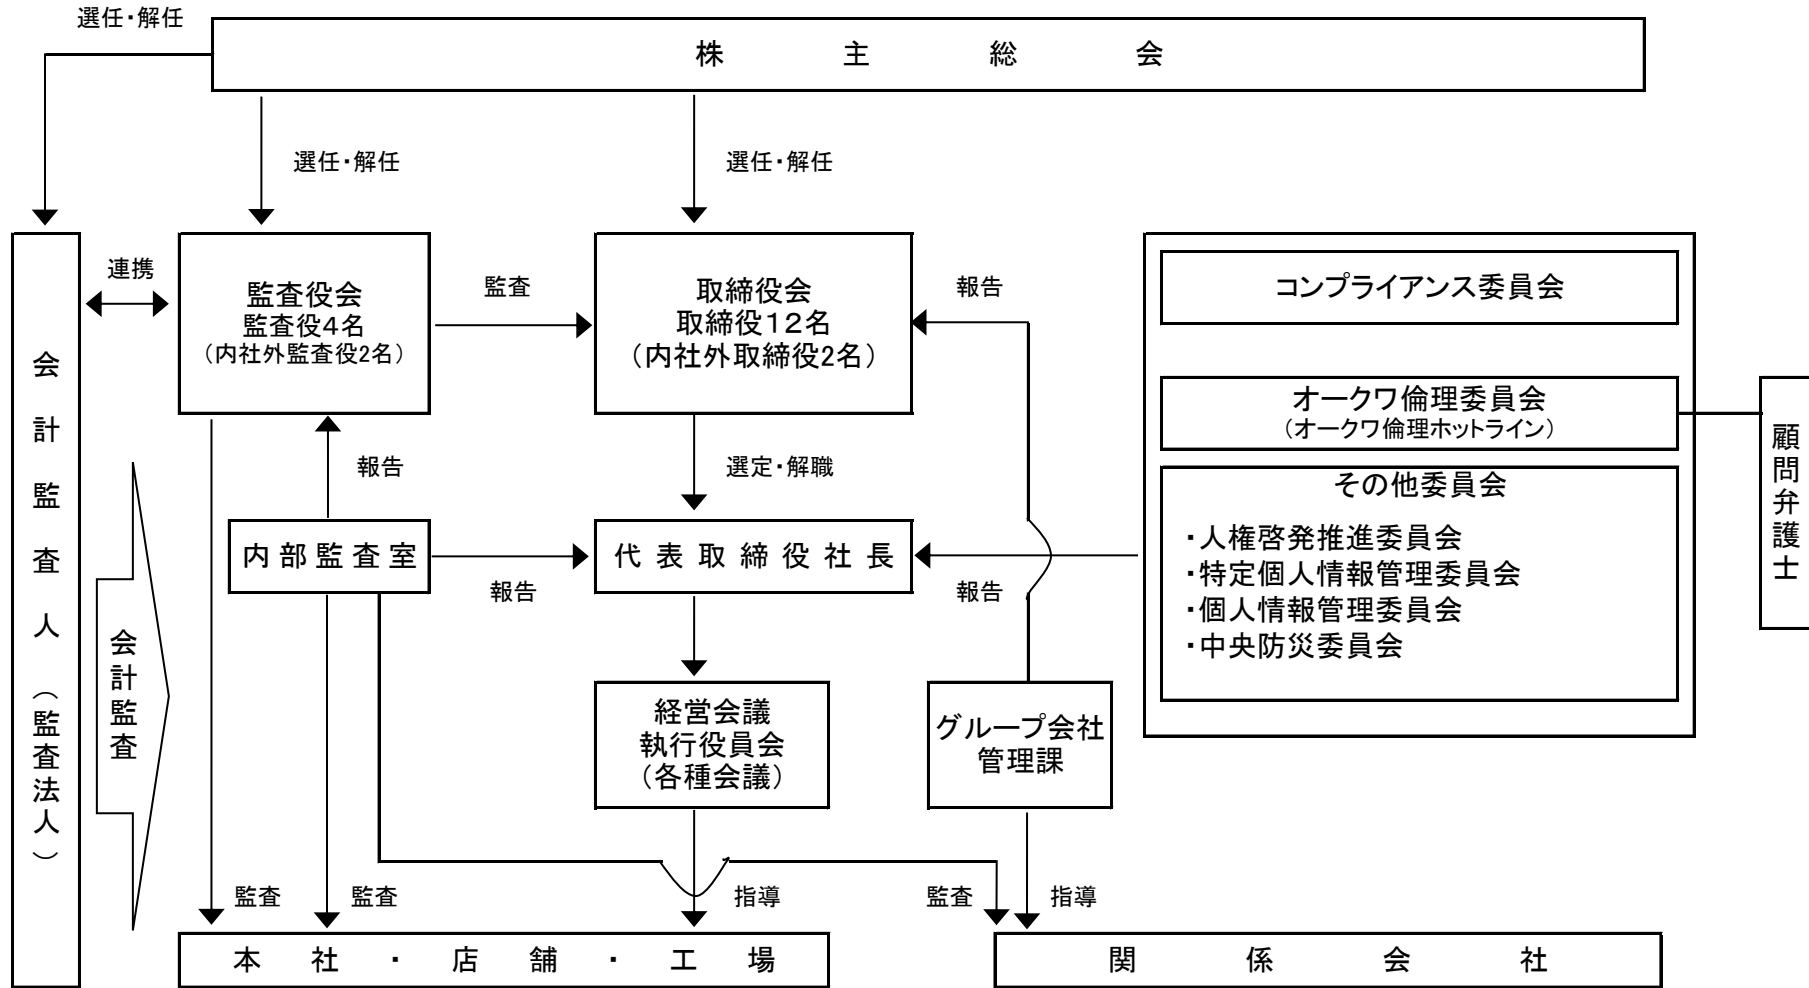 選任・解任
株主総会
選任・解任
選任・解任
連携
監査役会
監査役4名
（内社外監査役2名）
監査
取締役会
取締役12名
（内社外取締役2名）
報告
コンプライアンス委員会
オークワ倫理委員会
（オークワ倫理ホットライン）
顧問弁護士
会計監査人（監査法人）
報告
選定・解職
その他委員会
・人権啓発推進委員会
・特定個人情報管理委員会
・個人情報管理委員会
・中央防災委員会
内部監査室
報告
代表取締役社長
報告
会計監査
経営会議
執行役員会
（各種会議）
グループ会社
管理課
監査
監査
指導
監査
指導
本社・店舗・工場
関係会社